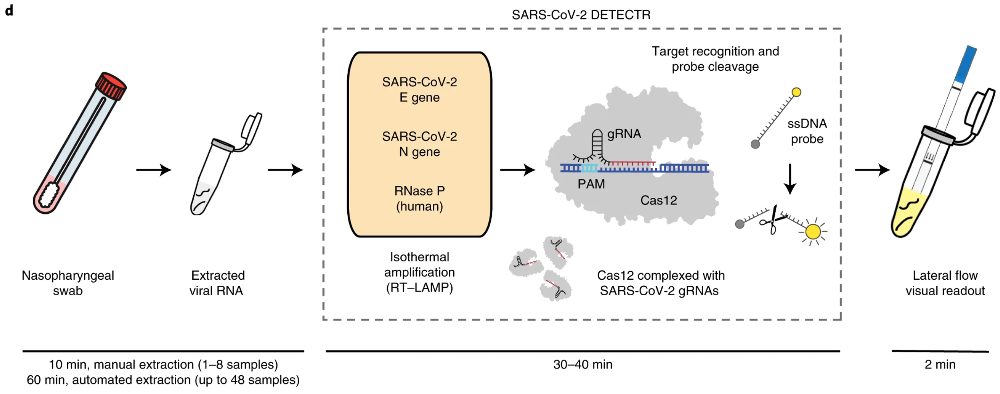 d
SARS-CoV-2 DETECTR
SARS-CoV-2
E gene
SARS-CoV-2
N gene
RNase P
(human)
Isothermal
amplification
(RT–LAMP)
Target recognition and
probe cleavage
gRNA
PAM
Cas12
ssDNA
probe
Cas12 complexed with
SARS-CoV-2 gRNAs
Nasopharyngeal
swab
Extracted
viral RNA
Lateral flow
visual readout
10 min, manual extraction (1–8 samples)
60 min, automated extraction (up to 48 samples)
30–40 min
2 min